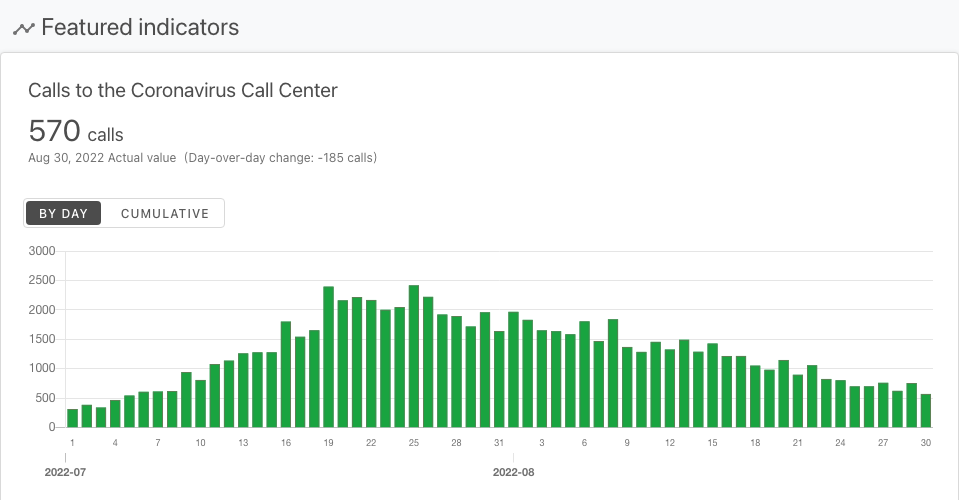 Featured indicators
Calls to the Coronavirus Call Center
570 calls
Aug 30, 2022 Actual value (Day-over-day change: -185 calls)
BY DAY CUMULATIVE
3000
2500
2000
1500
1000
500
0
1 4 7 10 13 16 19 22 25 28 31 3 6 9 12 15 18 21 24 27 30
2022-07 2022-08